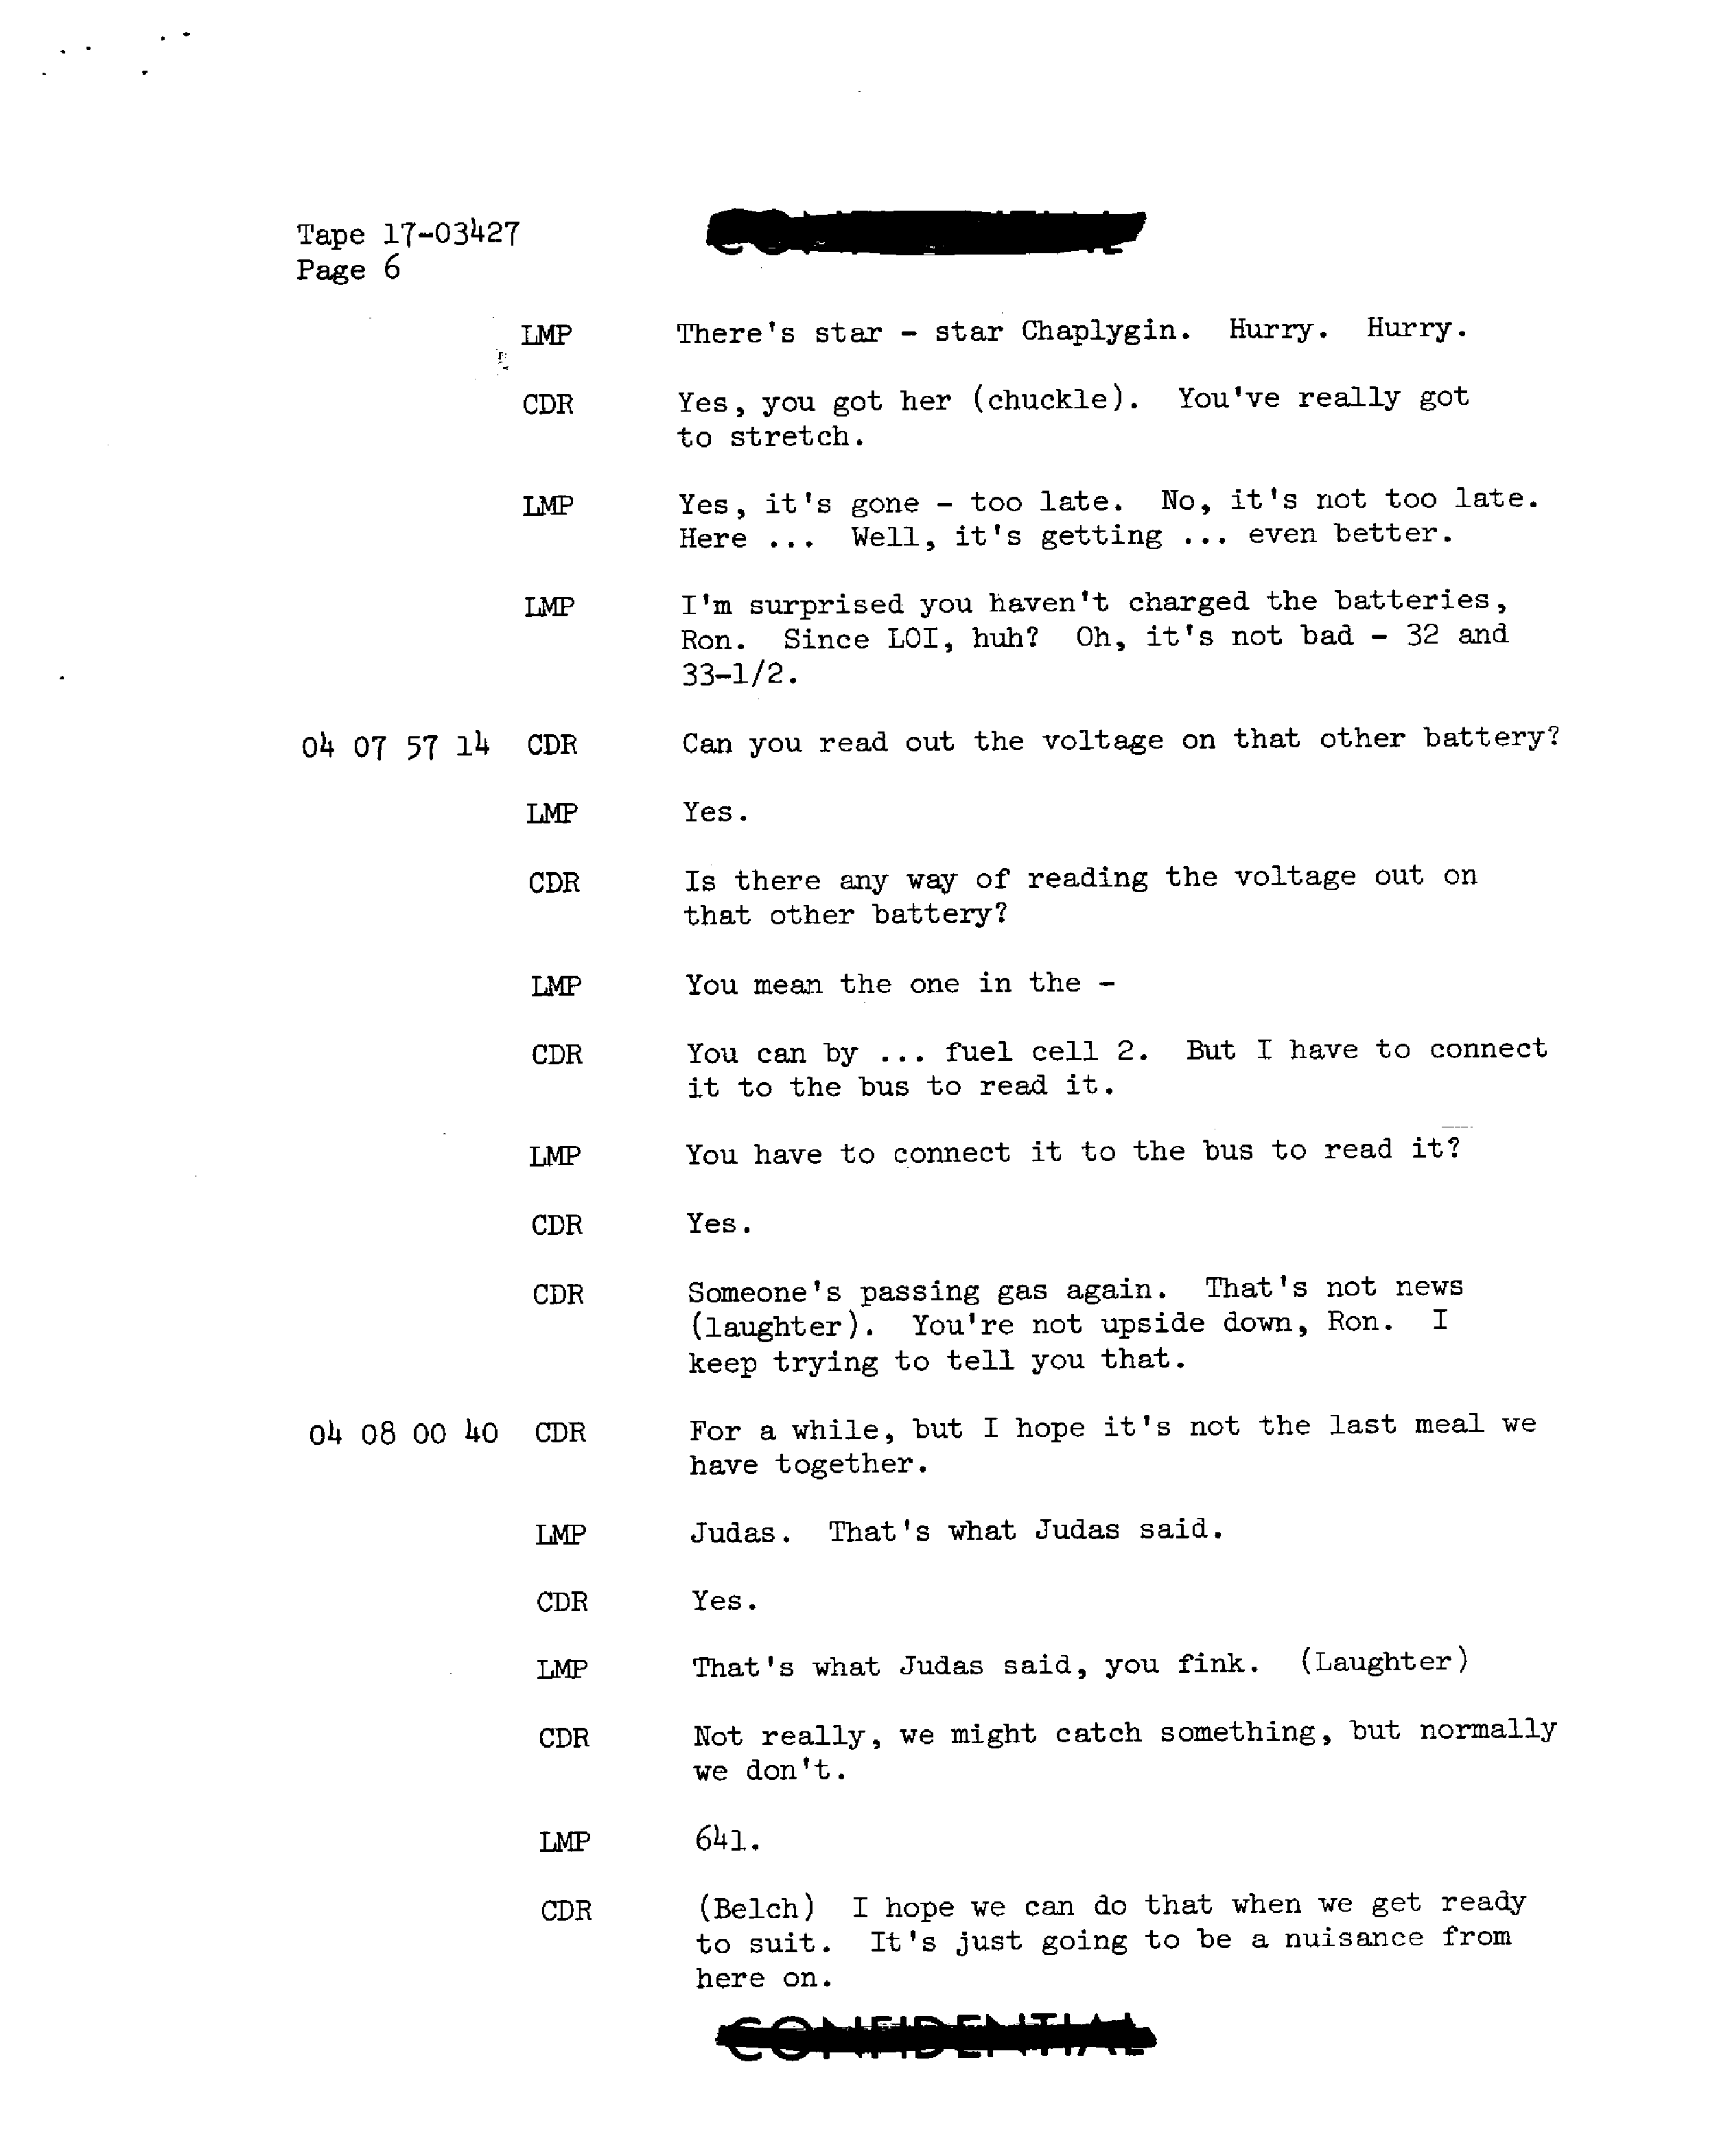 Tape 17-03427
Page 6
LMP There's star - star Chaplygin. Hurry. Hurry.
CDR Yes, you got her (chuckle). You've really got
to stretch.
LMP Yes, it's gone - too late. No, it's not too late.
Here ... Well, it's getting ... even better.
LMP I'm surprised you haven't charged the batteries,
Ron. Since LOI, huh? Oh, it's not bad - 32 and
33-1/2.
04 07 57 14 CDR Can you read out the voltage on that other battery?
LMP Yes.
CDR Is there any way of reading the voltage out on
that other battery?
LMP You mean the one in the -
CDR You can by ... fuel cell 2. But I have to connect
it to the bus to read it.
LMP You have to connect it to the bus to read it?
CDR Yes.
CDR Someone's passing gas again. That's not news
(laughter). You're not upside down, Ron. I
keep trying to tell you that.
04 08 00 40 CDR For a while, but I hope it's not the last meal we
have together.
LMP Judas. That's what Judas said.
CDR Yes.
LMP That's what Judas said, you fink. (Laughter)
CDR Not really, we might catch something, but normally
we don't.
LMP 641.
CDR (Belch) I hope we can do that when we get ready
to suit. It's just going to be a nuisance from
here on.
CONFIDENTIAL